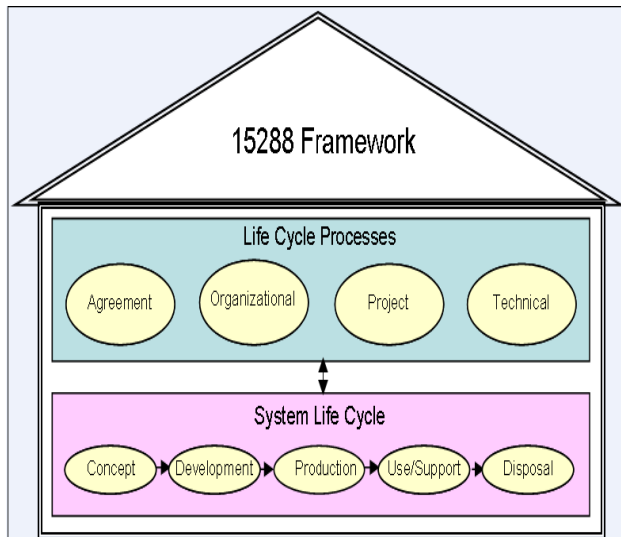 15288 Framework
Life Cycle Processes
Agreement
Organizational
Project
Technical
System Life Cycle
Concept
Development
Production
Use/Support
Disposal